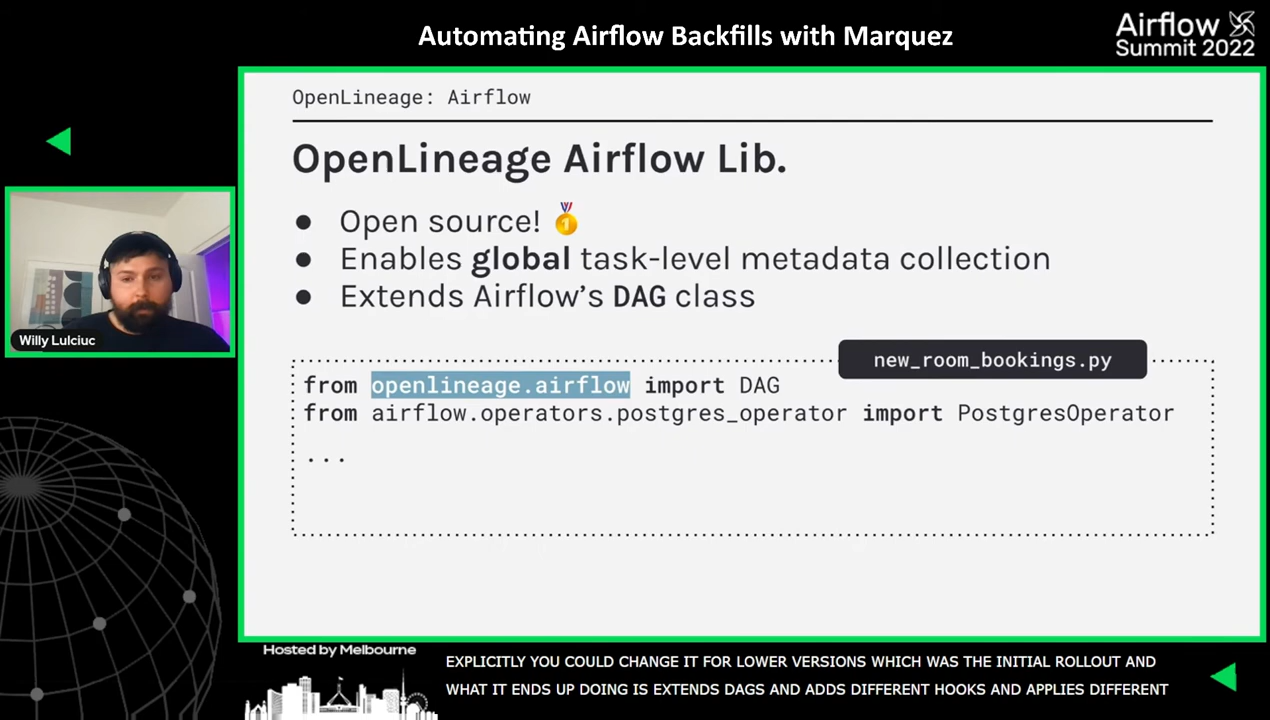 Automating Airflow Backfills with Marquez
Airflow
Summit 2022
OpenLineage: Airflow
OpenLineage Airflow Lib.
● Open source! 🥇
● Enables global task-level metadata collection
● Extends Airflow's DAG class
new_room_bookings.py
from openlineage.airflow import DAG
from airflow.operators.postgres_operator import PostgresOperator
...
Willy Lulciuc
Hosted by Melbourne
EXPLICITLY YOU COULD CHANGE IT FOR LOWER VERSIONS WHICH WAS THE INITIAL ROLLOUT AND
WHAT IT ENDS UP DOING IS EXTENDS DAGS AND ADDS DIFFERENT HOOKS AND APPLIES DIFFERENT